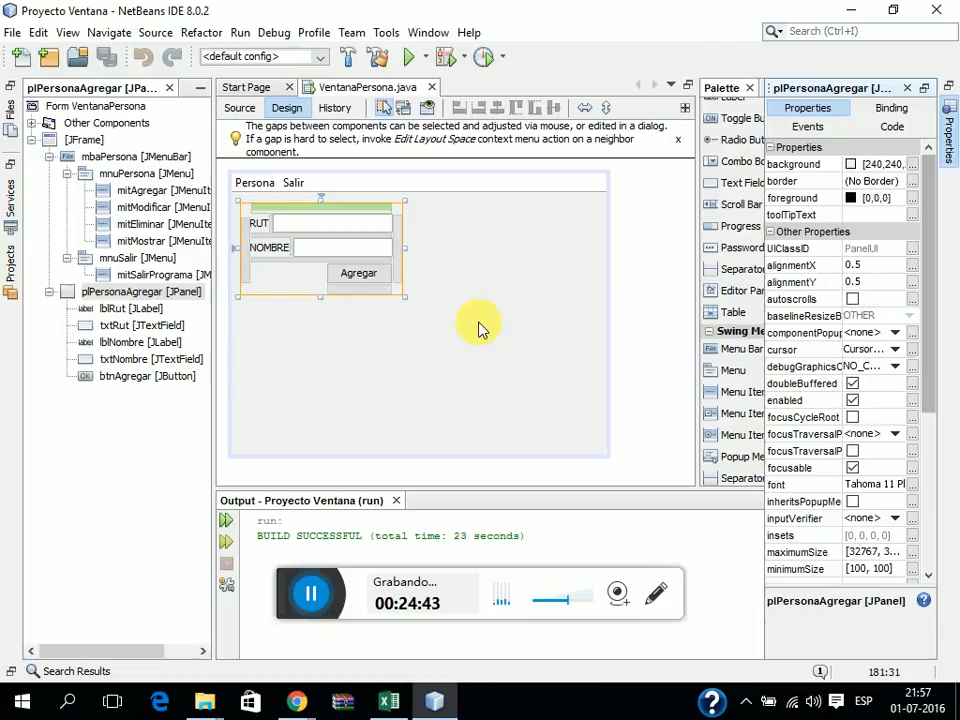 Proyecto Ventana - NetBeans IDE 8.0.2
File Edit View Navigate Source Refactor Run Debug Profile Team Tools Window Help
Search (Ctrl+I)
<default config>
plPersonaAgregar [JPa...
Start Page
VentanaPersona.java
Palette
plPersonaAgregar [J...
Form VentanaPersona
Other Components
[JFrame]
mbaPersona [JMenuBar]
mnuPersona [JMenu]
mitAgregar [JMenuIt
mitModificar [JMenuI
mitEliminar [JMenuIt
mitMostrar [JMenuIt
mnuSalir [JMenu]
mitSalirPrograma [JM
plPersonaAgregar [JPanel]
lblRut [JLabel]
txtRut [JTextField]
lblNombre [JLabel]
txtNombre [JTextField]
btnAgregar [JButton]
Files
Services
Projects
Source Design History
The gaps between components can be selected and adjusted via mouse, or edited in a dialog.
If a gap is hard to select, invoke Edit Layout Space context menu action on a neighbor
component.
x
Persona Salir
RUT
NOMBRE
Agregar
Label
Toggle Bu
Radio Butt
Combo Bo
Text Field
Scroll Bar
Progress
Password
Separator
Editor Pan
Table
Swing Me
Menu Bar
Menu
Menu Item
Menu Item
Menu Item
Popup Me
Separator
Properties Binding
Events Code
Properties
Properties
background [240,240,... ...
border (No Border) ...
foreground [0,0,0] ...
toolTipText ...
Other Properties
UIClassID PanelUI ...
alignmentX 0.5 ...
alignmentY 0.5 ...
autoscrolls ...
baselineResizeB OTHER
componentPopup <none> ...
cursor Cursor... ...
debugGraphicsO NO_C... ...
doubleBuffered ...
enabled ...
focusCycleRoot ...
focusTraversalP <none> ...
focusTraversalP ...
focusable ...
font Tahoma 11 Pl ...
inheritsPopupMe ...
inputVerifier <none> ...
insets [0, 0, 0, 0] ...
maximumSize [32767, 3... ...
minimumSize [100, 100] ...
plPersonaAgregar [JPanel]
Output - Proyecto Ventana (run)
run:
BUILD SUCCESSFUL (total time: 23 seconds)
Grabando...
00:24:43
Search Results
1
181:31
ESP
21:57
01-07-2016